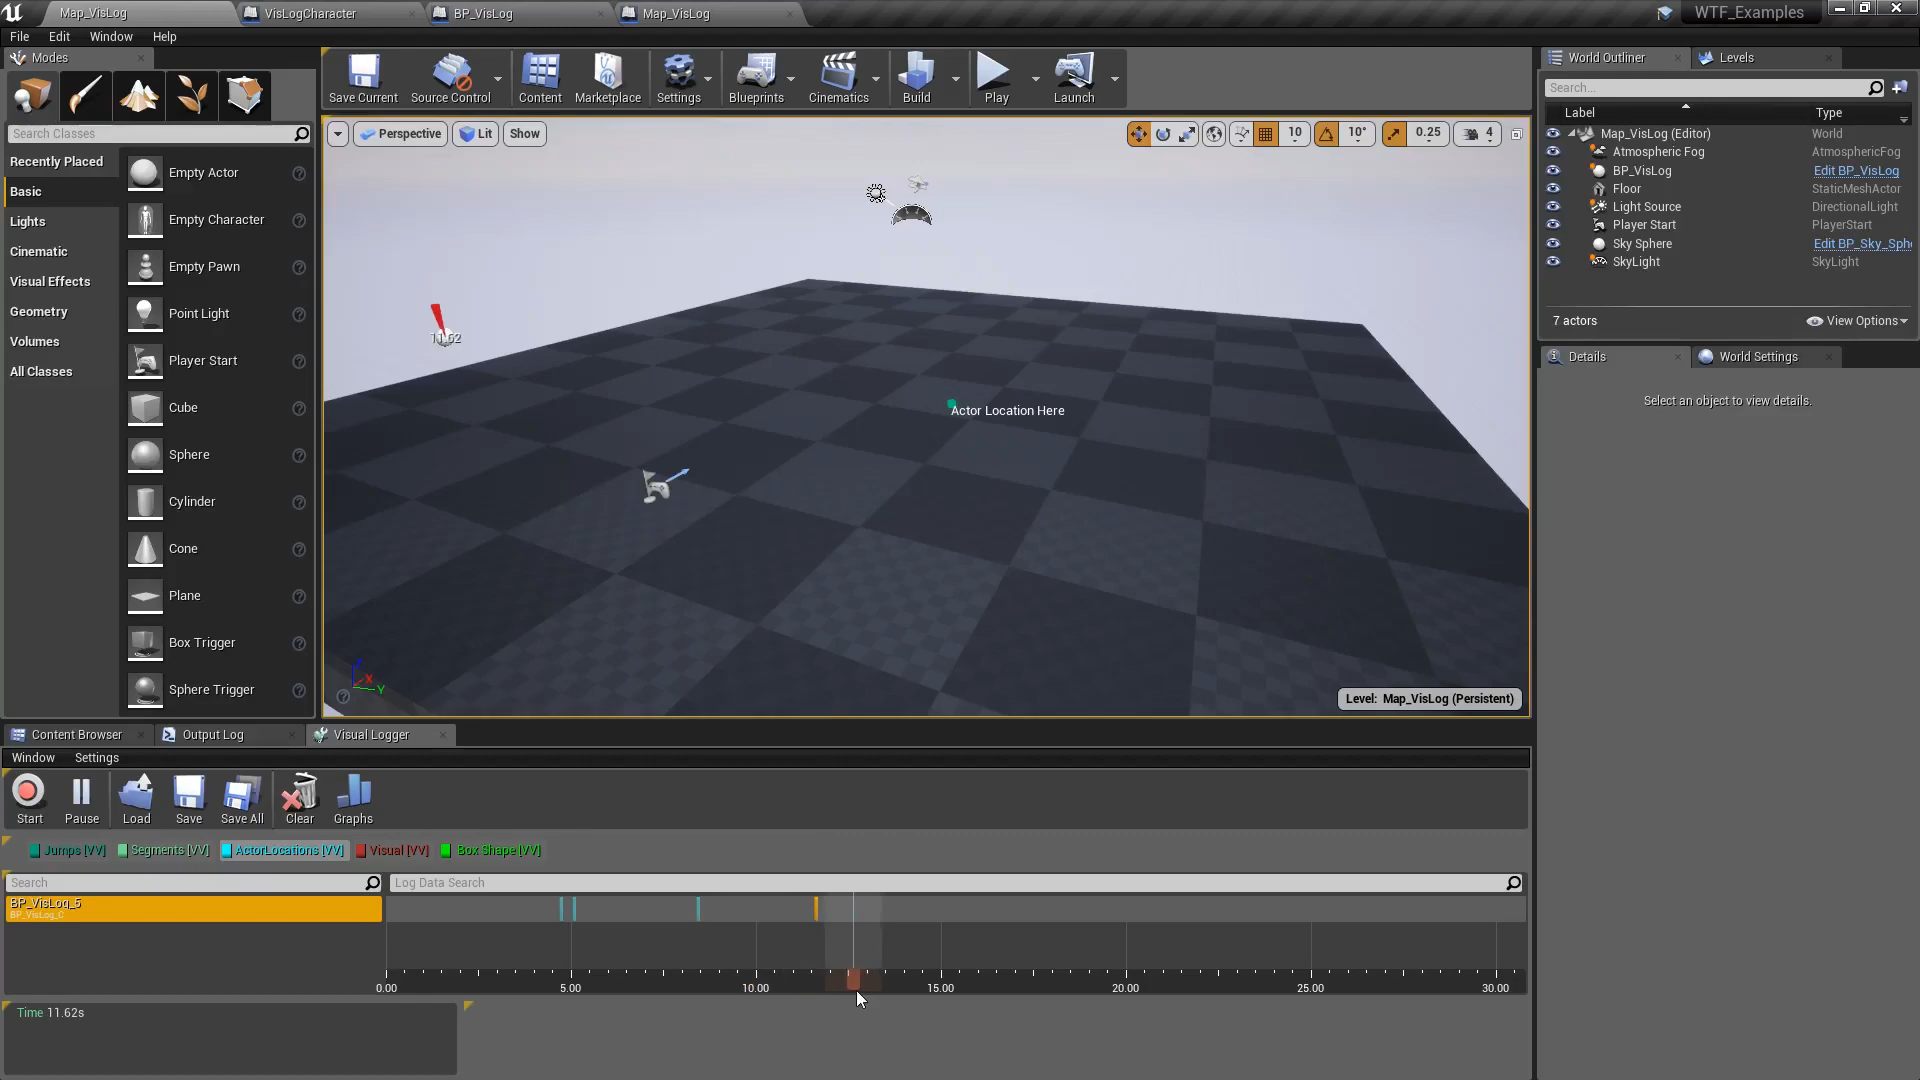 Map_VisLog
VisLogCharacter
BP_VisLog
Map_VisLog
WTF_Examples
File Edit Window Help
Modes
Search Classes
Recently Placed
Basic
Lights
Cinematic
Visual Effects
Geometry
Volumes
All Classes
Empty Actor
Empty Character
Empty Pawn
Point Light
Player Start
Cube
Sphere
Cylinder
Cone
Plane
Box Trigger
Sphere Trigger
Save Current
Source Control
Content
Marketplace
Settings
Blueprints
Cinematics
Build
Play
Launch
Perspective
Lit
Show
10
10°
0.25
4
11.62
Actor Location Here
X
Y
Level: Map_VisLog (Persistent)
World Outliner
Levels
Search...
Label Type
Map_VisLog (Editor) World
Atmospheric Fog AtmosphericFog
BP_VisLog Edit BP_VisLog
Floor StaticMeshActor
Light Source DirectionalLight
Player Start PlayerStart
Sky Sphere Edit BP_Sky_Sph
SkyLight SkyLight
7 actors
View Options
Details
World Settings
Select an object to view details.
Content Browser
Output Log
Visual Logger
Window Settings
Start
Pause
Load
Save
Save All
Clear
Graphs
Jumps [VV]
Segments [VV]
ActorLocations [VV]
Visual [VV]
Box Shape [VV]
Search
Log Data Search
BP_VisLog_5
BP_VisLog_C
0.00 5.00 10.00 15.00 20.00 25.00 30.00
Time 11.62s